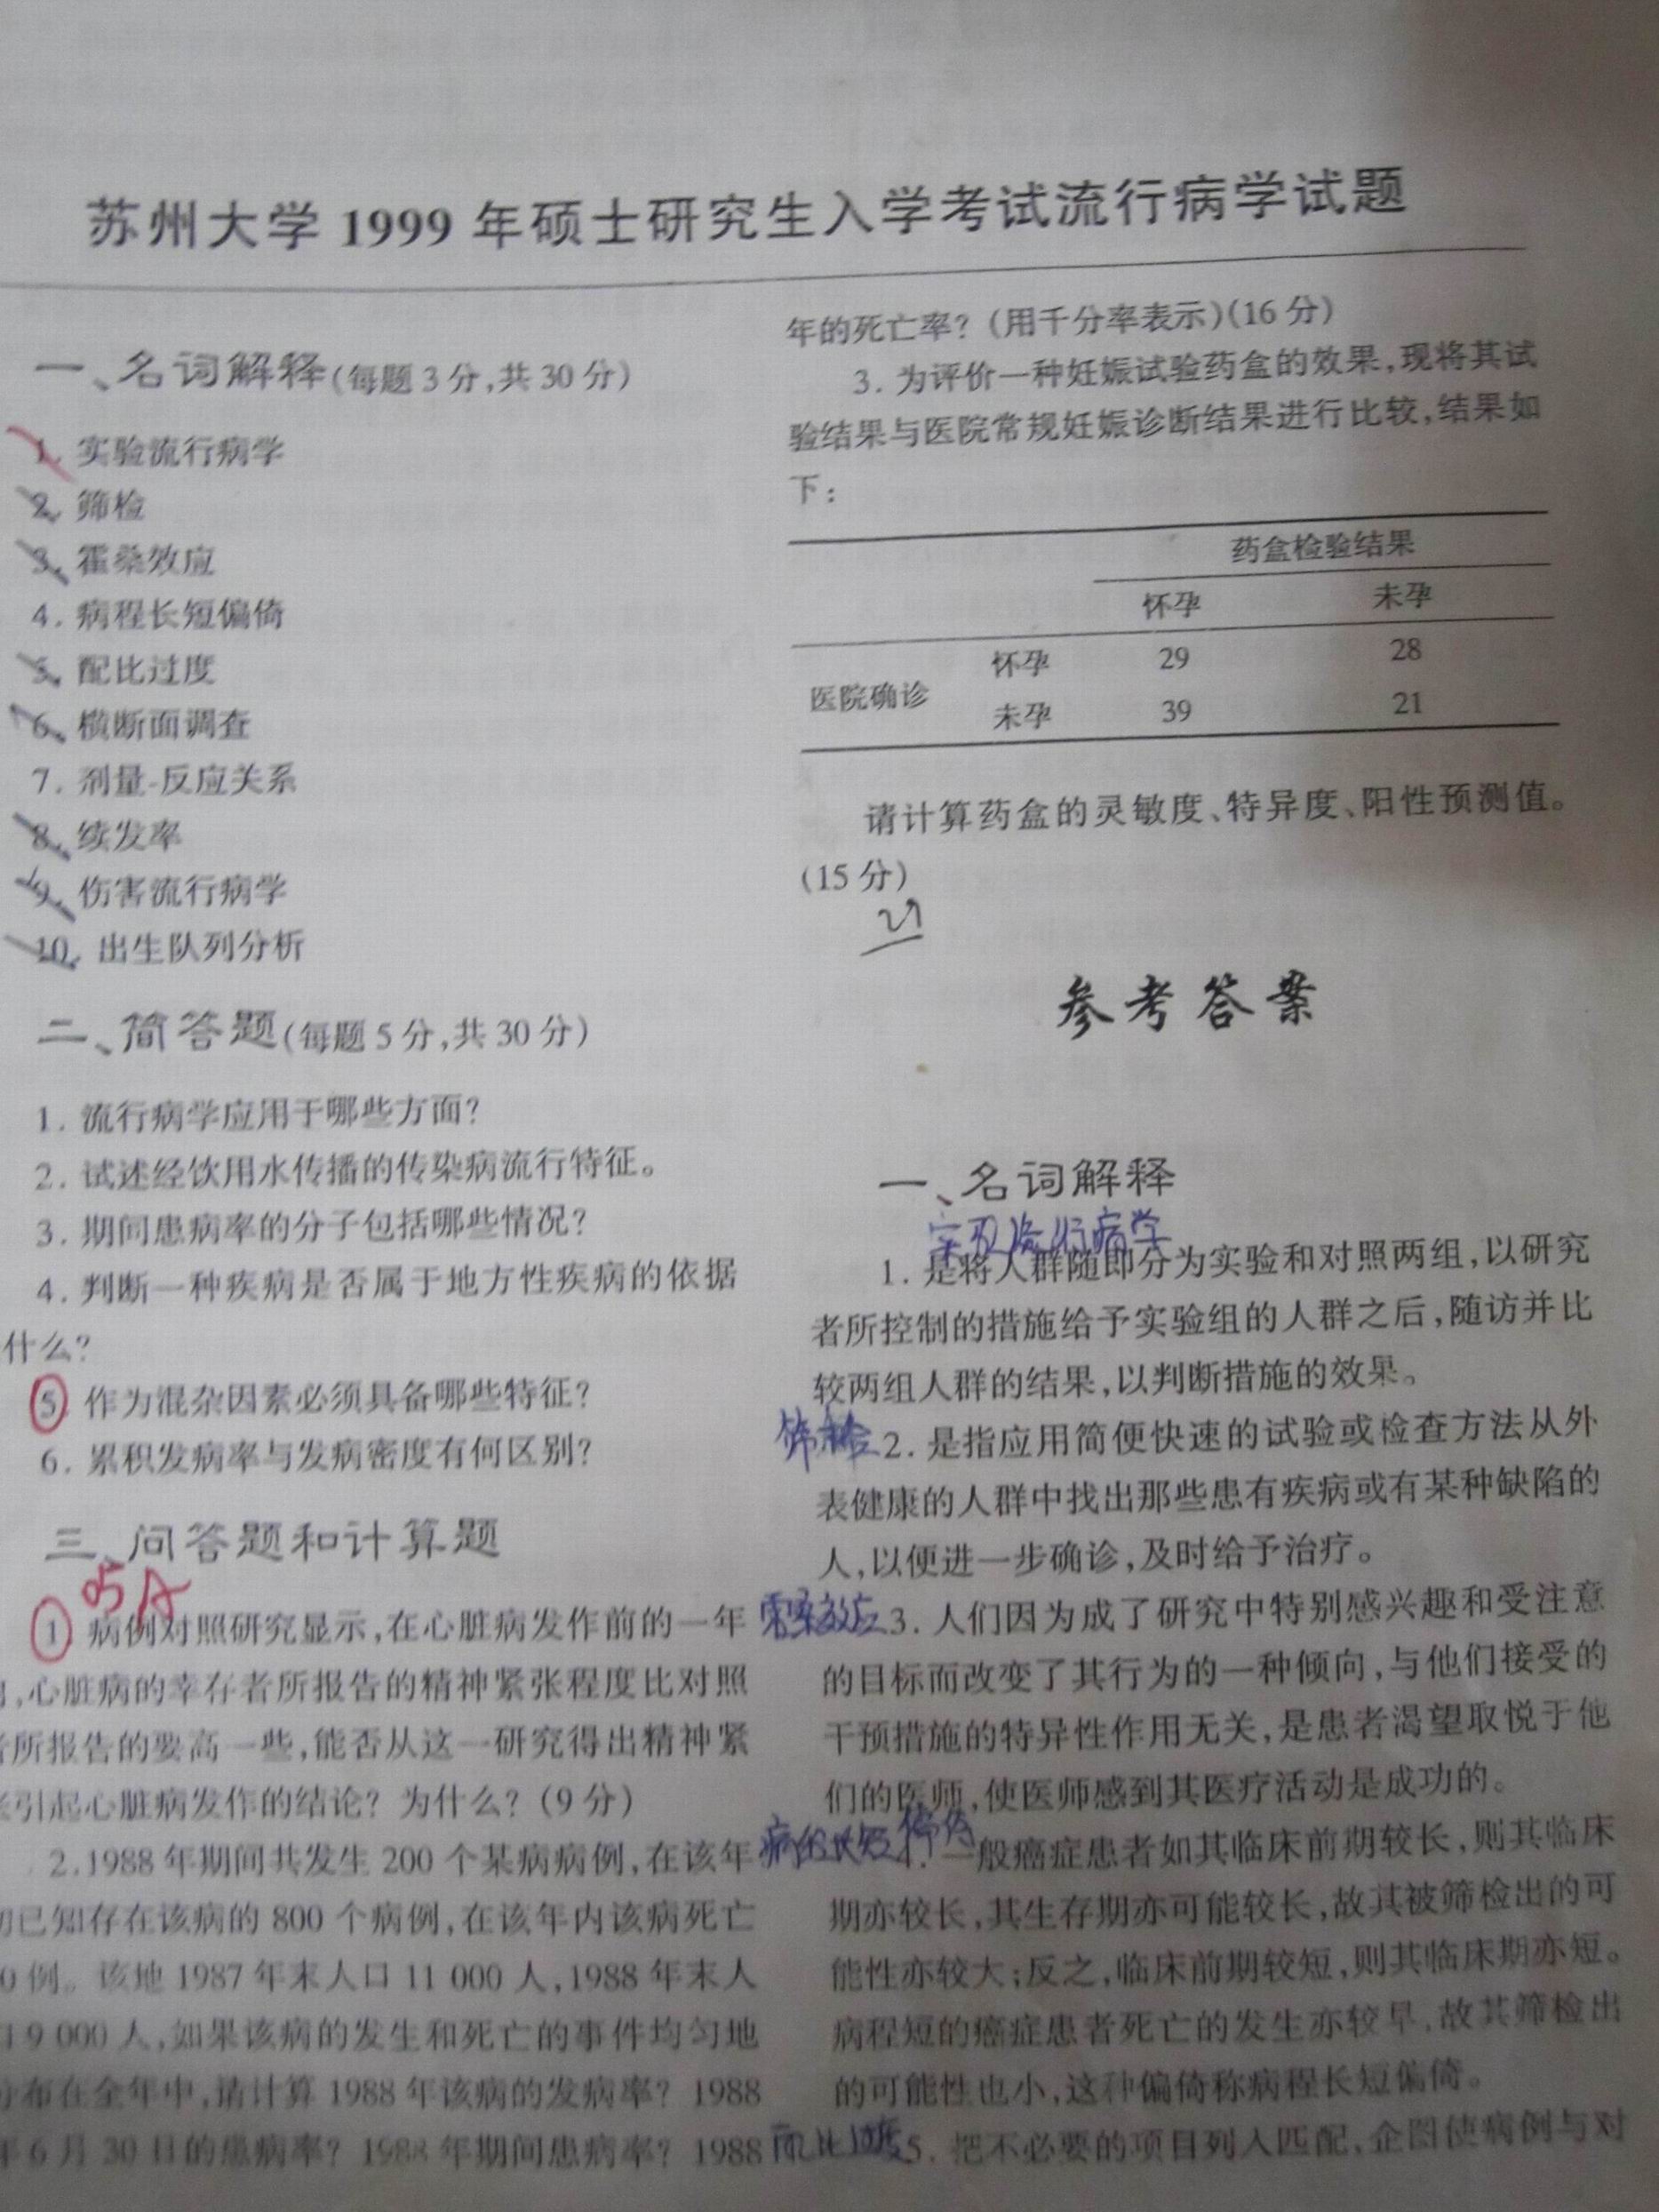 苏州大学 1999 年硕士研究生入学考试流行病学试题
一、名词解释(每题 3 分,共 30 分)
1. 实验流行病学
2. 筛检
3. 霍桑效应
4. 病程长短偏倚
5. 配比过度
6. 横断面调查
7. 剂量-反应关系
8. 续发率
9. 伤害流行病学
10. 出生队列分析
二、简答题(每题 5 分,共 30 分)
1. 流行病学应用于哪些方面?
2. 试述经饮用水传播的传染病流行特征。
3. 期间患病率的分子包括哪些情况?
4. 判断一种疾病是否属于地方性疾病的依据
什么?
5. 作为混杂因素必须具备哪些特征?
6. 累积发病率与发病密度有何区别?
三、问答题和计算题
05A
1. 病例对照研究显示,在心脏病发作前的一年
,心脏病的幸存者所报告的精神紧张程度比对照
所报告的要高一些,能否从这一研究得出精神紧
引起心脏病发作的结论? 为什么? (9 分)
2.1988 年期间共发生 200 个某病病例,在该年
已知存在该病的 800 个病例,在该年内该病死亡
0 例。该地 1987 年末人口 11 000 人,1988 年末人
9 000 人,如果该病的发生和死亡的事件均匀地
分布在全年中,请计算 1988 年该病的发病率? 1988
年 6 月 30 日的患病率? 1988 年期间患病率? 1988
年的死亡率? (用千分率表示)(16 分)
3. 为评价一种妊娠试验药盒的效果,现将其试
验结果与医院常规妊娠诊断结果进行比较,结果如
下:
药盒检验结果
怀孕 未孕
医院确诊 怀孕 29 28
未孕 39 21
请计算药盒的灵敏度、特异度、阳性预测值。
(15 分)
参考答案
一、名词解释
实验流行病学
1. 是将人群随即分为实验和对照两组,以研究
者所控制的措施给予实验组的人群之后,随访并比
较两组人群的结果,以判断措施的效果。
筛检 2. 是指应用简便快速的试验或检查方法从外
表健康的人群中找出那些患有疾病或有某种缺陷的
人,以便进一步确诊,及时给予治疗。
霍桑效应 3. 人们因为成了研究中特别感兴趣和受注意
的目标而改变了其行为的一种倾向,与他们接受的
干预措施的特异性作用无关,是患者渴望取悦于他
们的医师,使医师感到其医疗活动是成功的。
病程长短偏倚 4. 一般癌症患者如其临床前期较长,则其临床
期亦较长,其生存期亦可能较长,故其被筛检出的可
能性亦较大;反之,临床前期较短,则其临床期亦短。
病程短的癌症患者死亡的发生亦较早,故其筛检出
的可能性也小,这种偏倚称病程长短偏倚。
配比过度 5. 把不必要的项目列入匹配,企图使病例与对